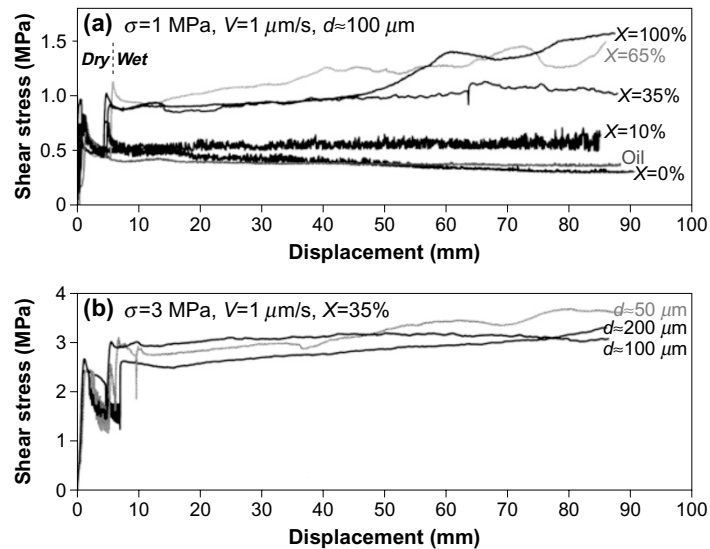 (a) σ=1 MPa, V=1 μm/s, d≈100 μm
Shear stress (MPa)
1.5
1.0
0.5
0
Dry Wet
X=100%
X=65%
X=35%
X=10%
Oil
X=0%
0 10 20 30 40 50 60 70 80 90 100
Displacement (mm)
(b) σ=3 MPa, V=1 μm/s, X=35%
Shear stress (MPa)
4
3
2
1
0
d≈50 μm
d≈200 μm
d≈100 μm
0 10 20 30 40 50 60 70 80 90 100
Displacement (mm)